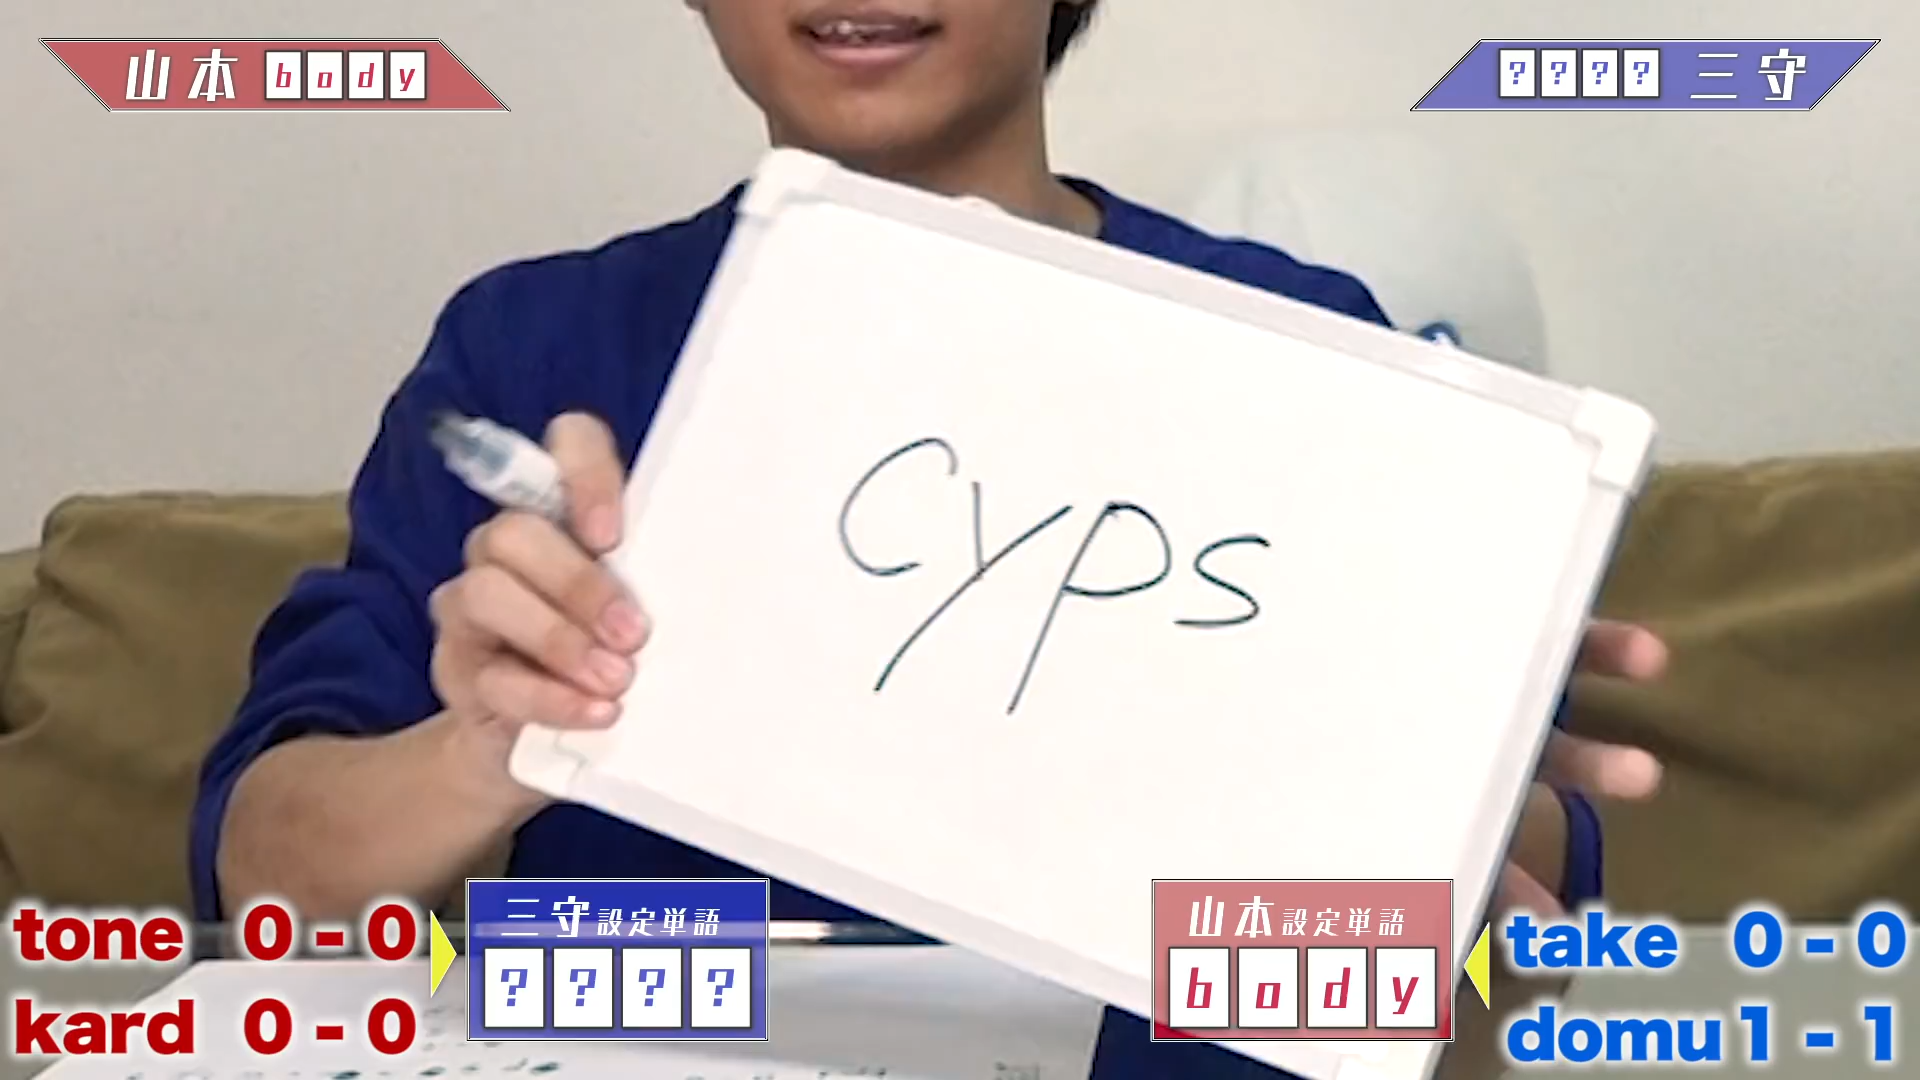 山本 body
???? 三守
cyps
三守設定単語
????
山本設定単語
body
tone 0-0
kard 0-0
take 0-0
domu 1-1